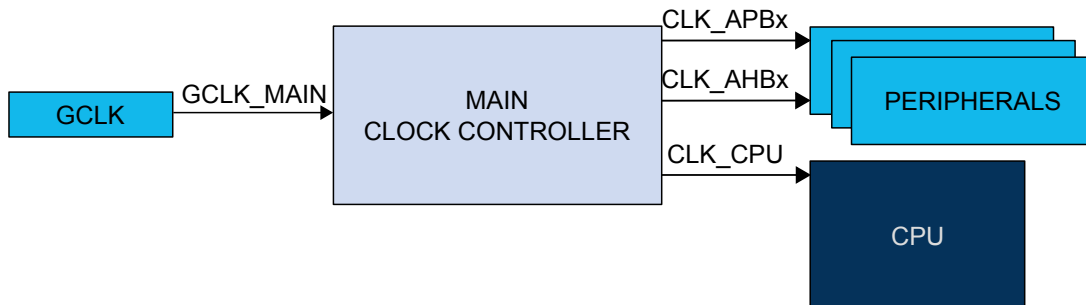 GCLK
GCLK_MAIN
MAIN
CLOCK CONTROLLER
CLK_APBx
CLK_AHBx
CLK_CPU
PERIPHERALS
CPU